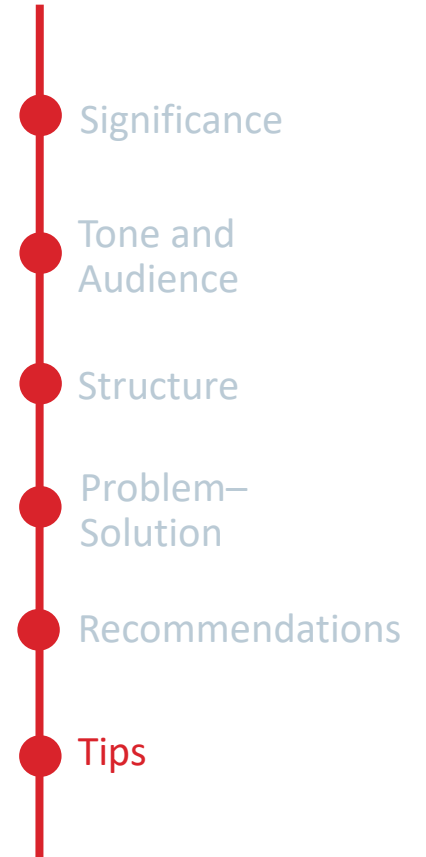 Significance
Tone and
Audience
Structure
Problem–
Solution
Recommendations
Tips